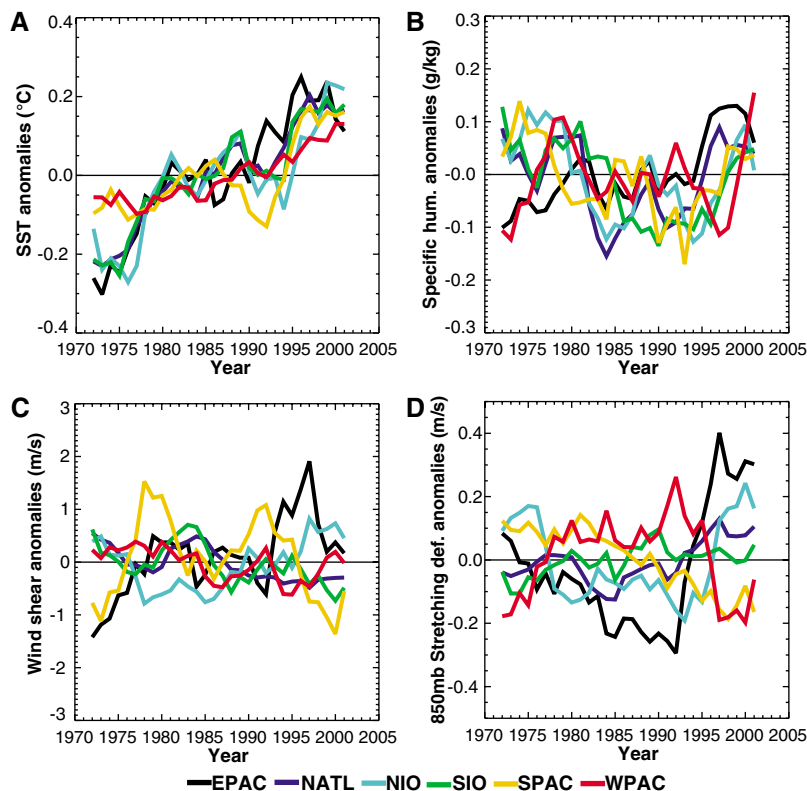 A
SST anomalies (°C)
0.4
0.2
0.0
-0.2
-0.4
1970 1975 1980 1985 1990 1995 2000 2005
Year
B
Specific hum. anomalies (g/kg)
0.3
0.2
0.1
-0.0
-0.1
-0.2
-0.3
1970 1975 1980 1985 1990 1995 2000 2005
Year
C
Wind shear anomalies (m/s)
3
2
1
0
-1
-2
-3
1970 1975 1980 1985 1990 1995 2000 2005
Year
D
850mb Stretching def. anomalies (m/s)
0.4
0.2
0.0
-0.2
-0.4
1970 1975 1980 1985 1990 1995 2000 2005
Year
EPAC NATL NIO SIO SPAC WPAC